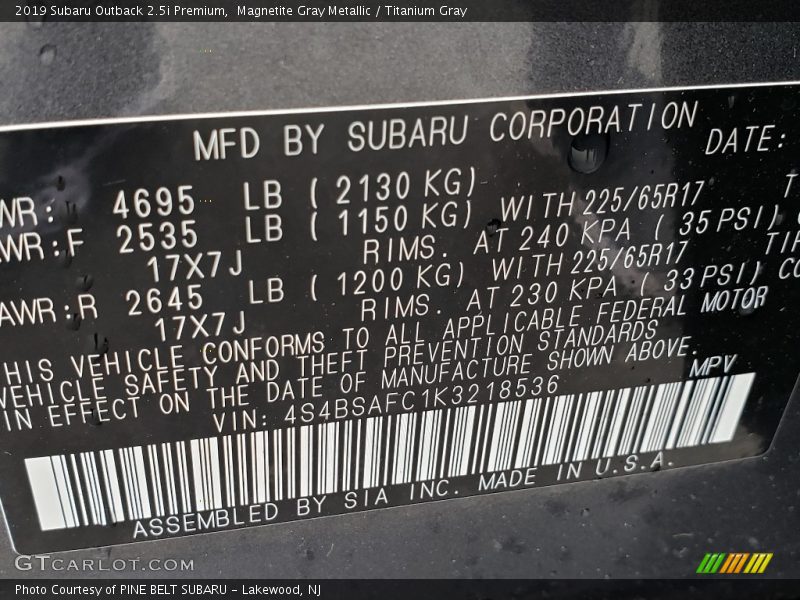 2019 Subaru Outback 2.5i Premium,  Magnetite Gray Metallic / Titanium Gray
MFD BY SUBARU CORPORATION DATE:
WR: 4695 LB ( 2130 KG)
AWR:F 2535 LB ( 1150 KG) WITH 225/65R17
17X7J RIMS. AT 240 KPA ( 35 PSI)
AWR:R 2645 LB ( 1200 KG) WITH 225/65R17
17X7J RIMS. AT 230 KPA ( 33 PSI)
HIS VEHICLE CONFORMS TO ALL APPLICABLE FEDERAL MOTOR
VEHICLE SAFETY AND THEFT PREVENTION STANDARDS
IN EFFECT ON THE DATE OF MANUFACTURE SHOWN ABOVE.
VIN: 4S4BSAFC1K3218536 MPV
ASSEMBLED BY SIA INC. MADE IN U.S.A.
GTCARLOT.COM
Photo Courtesy of PINE BELT SUBARU - Lakewood, NJ